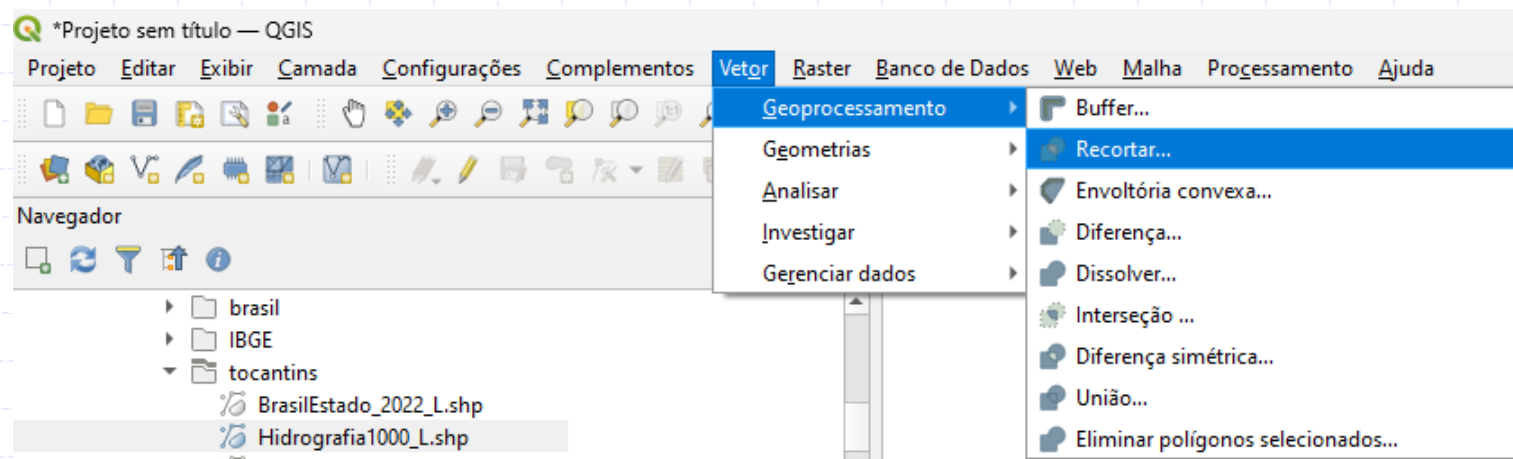 *Projeto sem título — QGIS
Projeto Editar Exibir Camada Configurações Complementos Vetor Raster Banco de Dados Web Malha Processamento Ajuda
Geoprocessamento
Geometrias
Analisar
Investigar
Gerenciar dados
Buffer...
Recortar...
Envoltória convexa...
Diferença...
Dissolver...
Interseção ...
Diferença simétrica...
União...
Eliminar polígonos selecionados...
Navegador
brasil
IBGE
tocantins
BrasilEstado_2022_L.shp
Hidrografia1000_L.shp